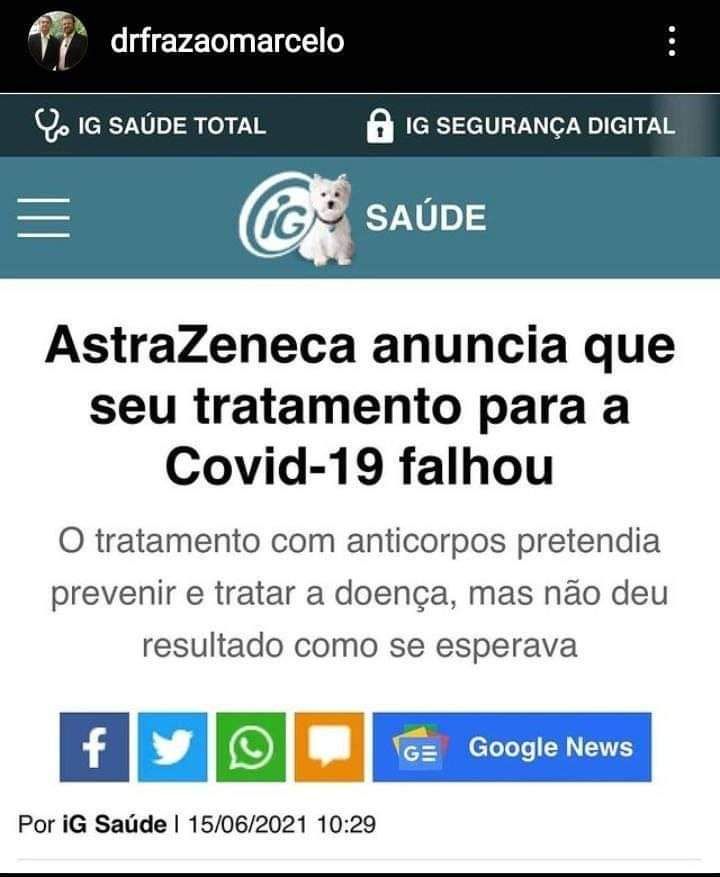 drfrazaomarcelo
IG SAÚDE TOTAL
IG SEGURANÇA DIGITAL
iG SAÚDE
AstraZeneca anuncia que
seu tratamento para a
Covid-19 falhou
O tratamento com anticorpos pretendia
prevenir e tratar a doença, mas não deu
resultado como se esperava
f
GE Google News
Por iG Saúde | 15/06/2021 10:29